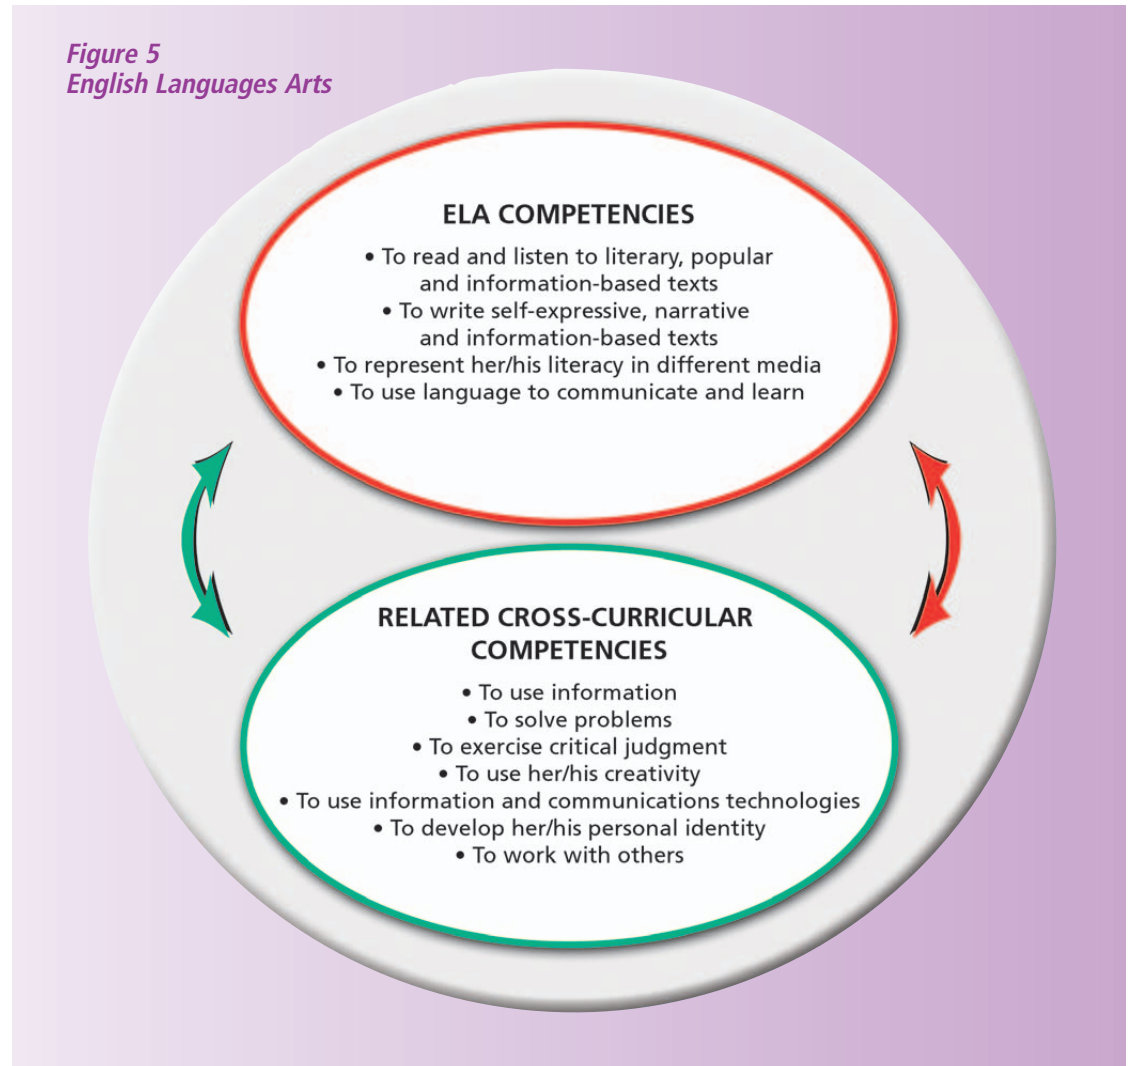 Figure 5
English Languages Arts
ELA COMPETENCIES
• To read and listen to literary, popular
and information-based texts
• To write self-expressive, narrative
and information-based texts
• To represent her/his literacy in different media
• To use language to communicate and learn
RELATED CROSS-CURRICULAR
COMPETENCIES
• To use information
• To solve problems
• To exercise critical judgment
• To use her/his creativity
• To use information and communications technologies
• To develop her/his personal identity
• To work with others